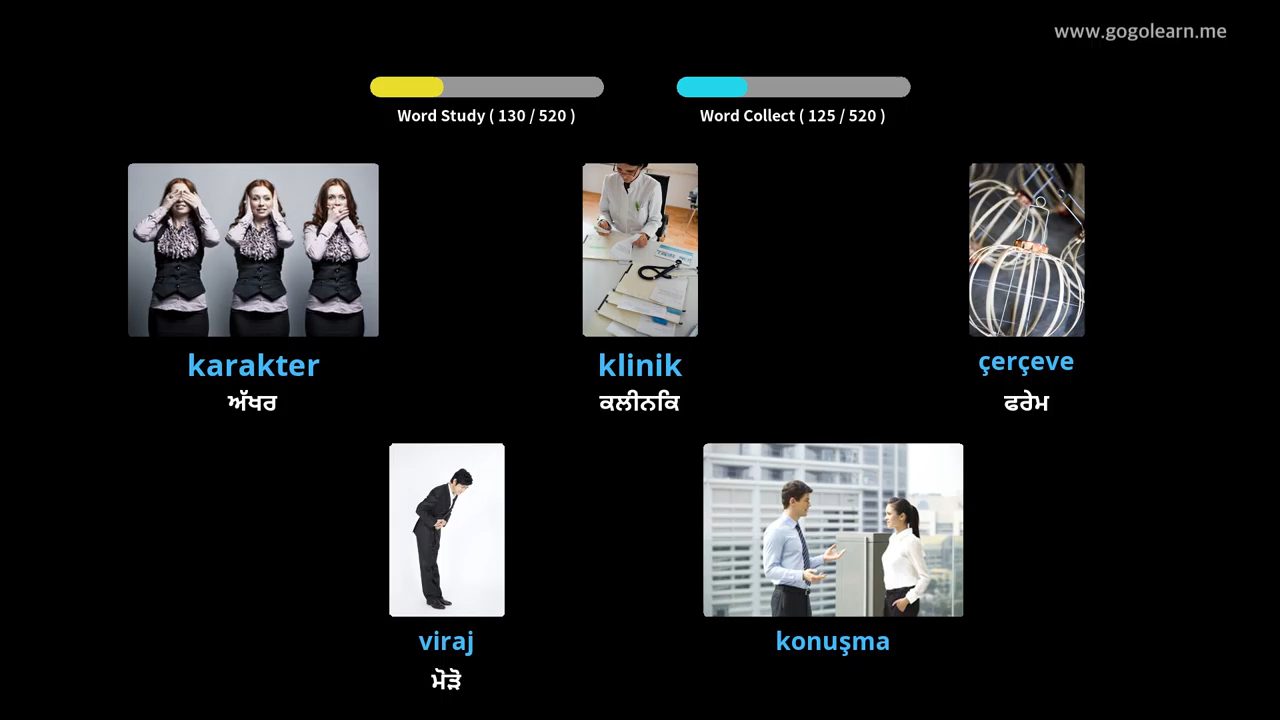 www.gogolearn.me
Word Study ( 130 / 520 )
Word Collect ( 125 / 520 )
karakter
ਅੱਖਰ
klinik
ਕਲੀਨਿਕ
çerçeve
ਫਰੇਮ
viraj
ਮੋੜੋ
konuşma